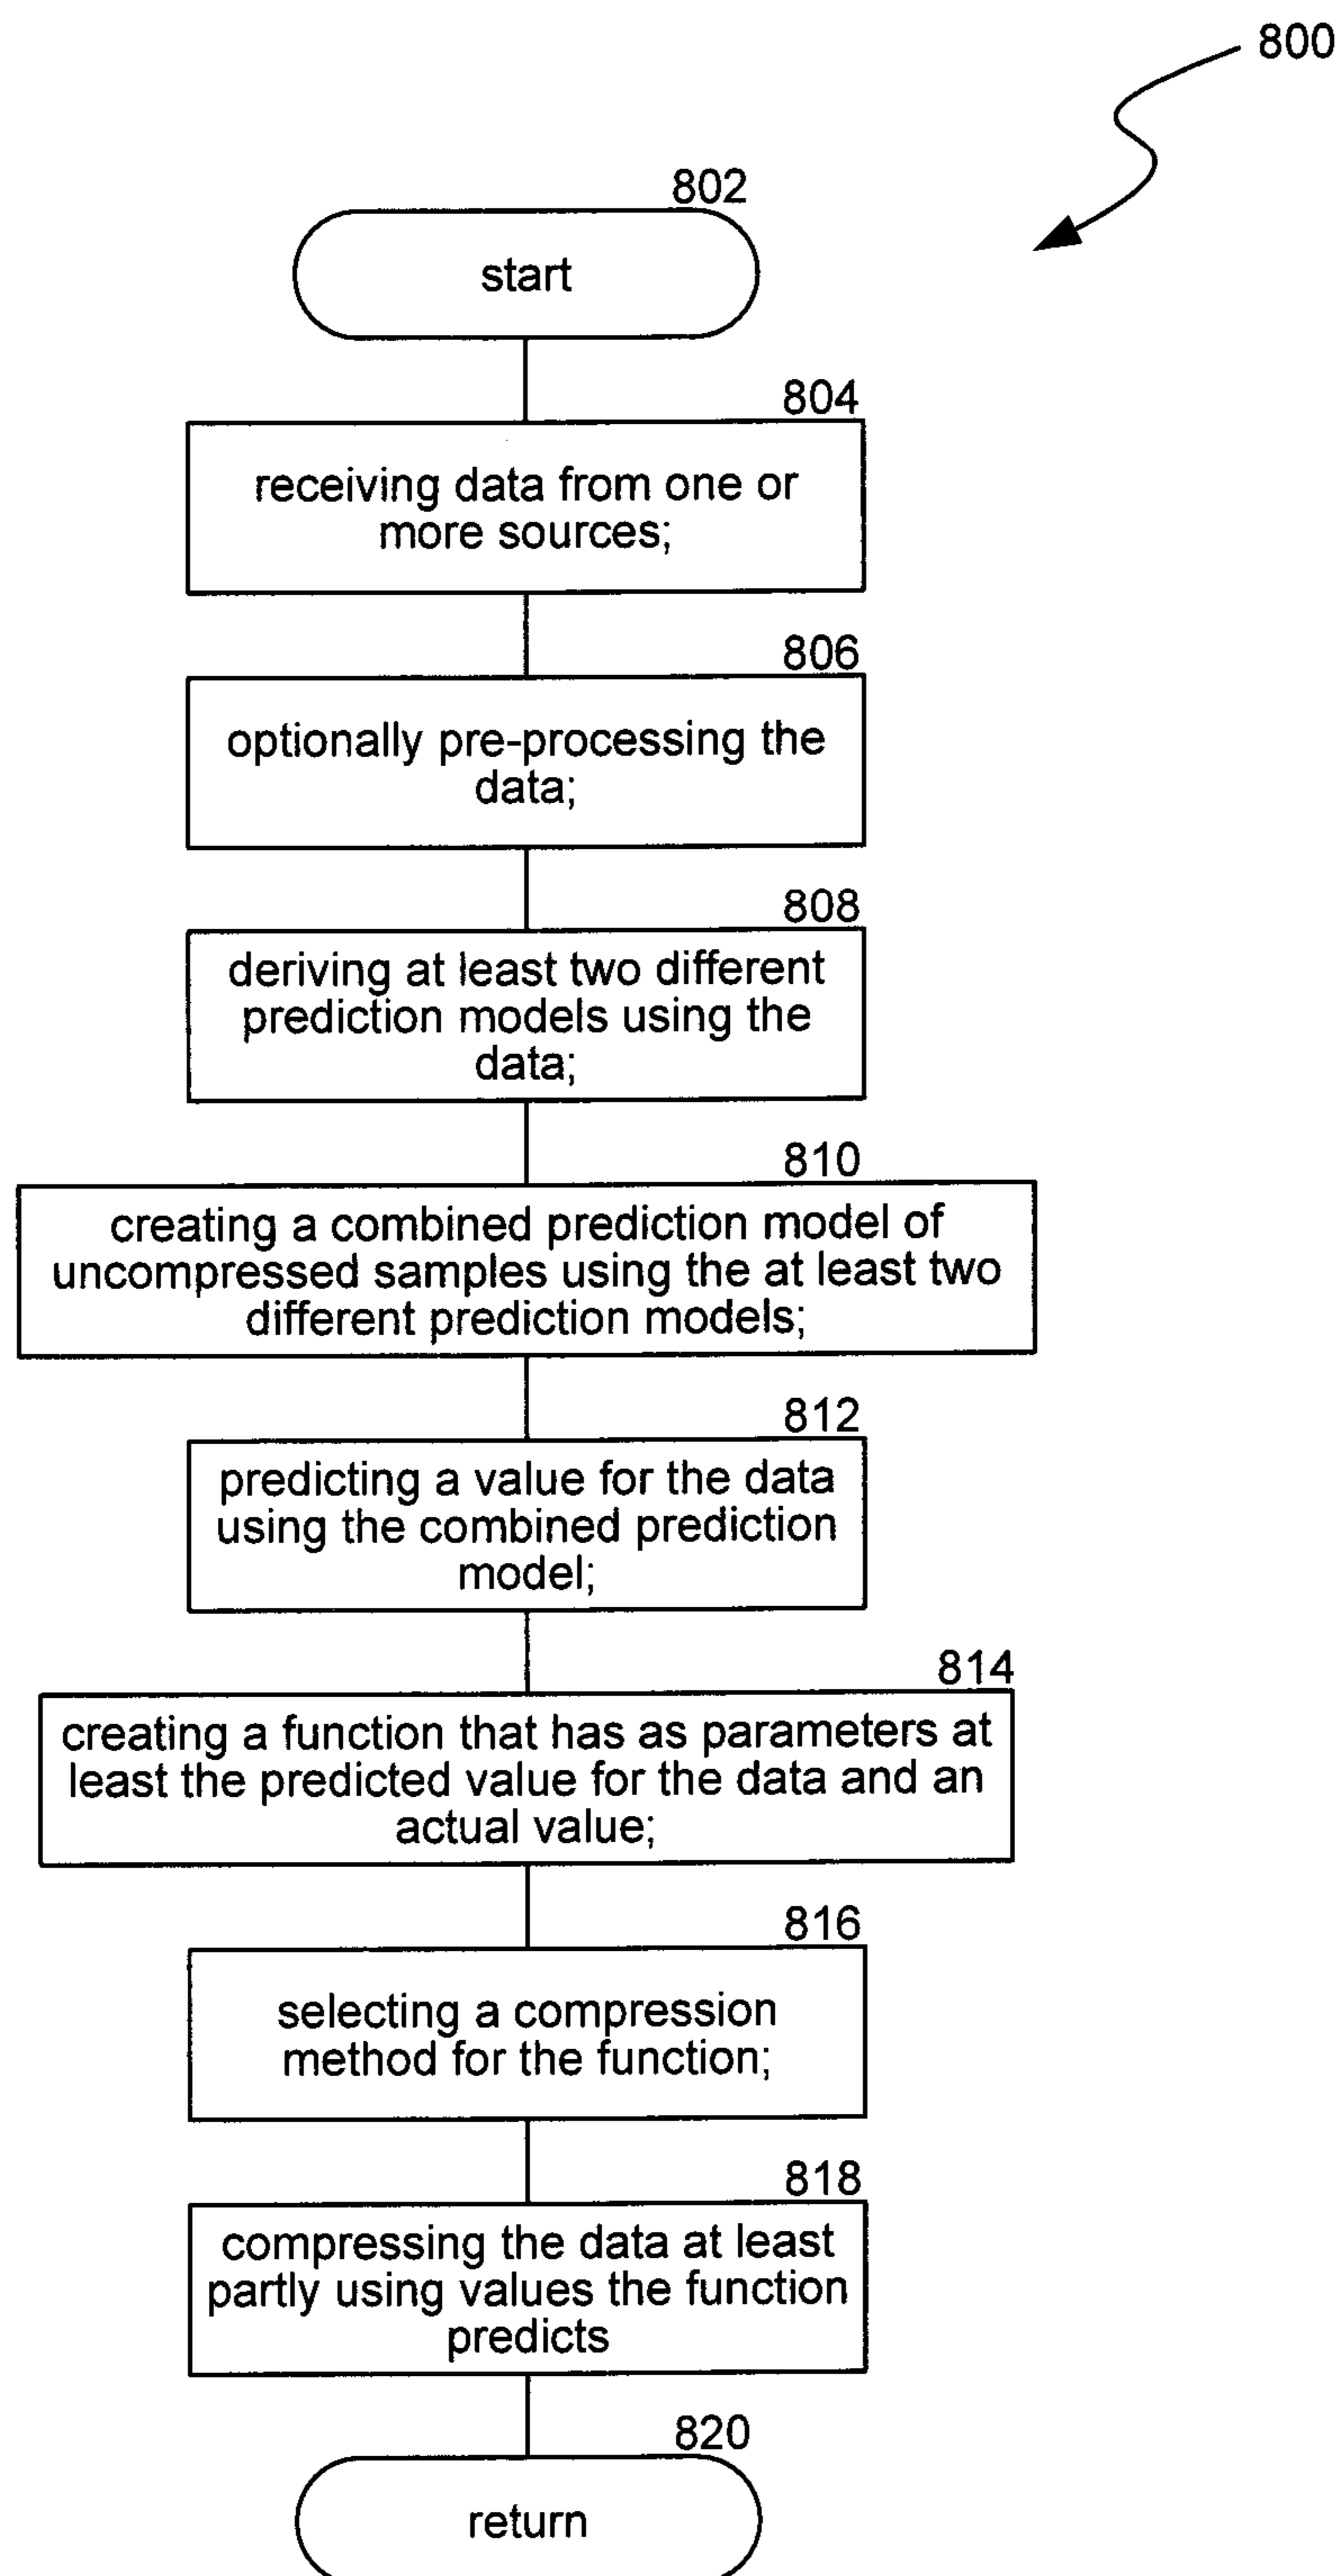 800
802
start
804
receiving data from one or
more sources;
806
optionally pre-processing the
data;
808
deriving at least two different
prediction models using the
data;
810
creating a combined prediction model of
uncompressed samples using the at least two
different prediction models;
812
predicting a value for the data
using the combined prediction
model;
814
creating a function that has as parameters at
least the predicted value for the data and an
actual value;
816
selecting a compression
method for the function;
818
compressing the data at least
partly using values the function
predicts
820
return